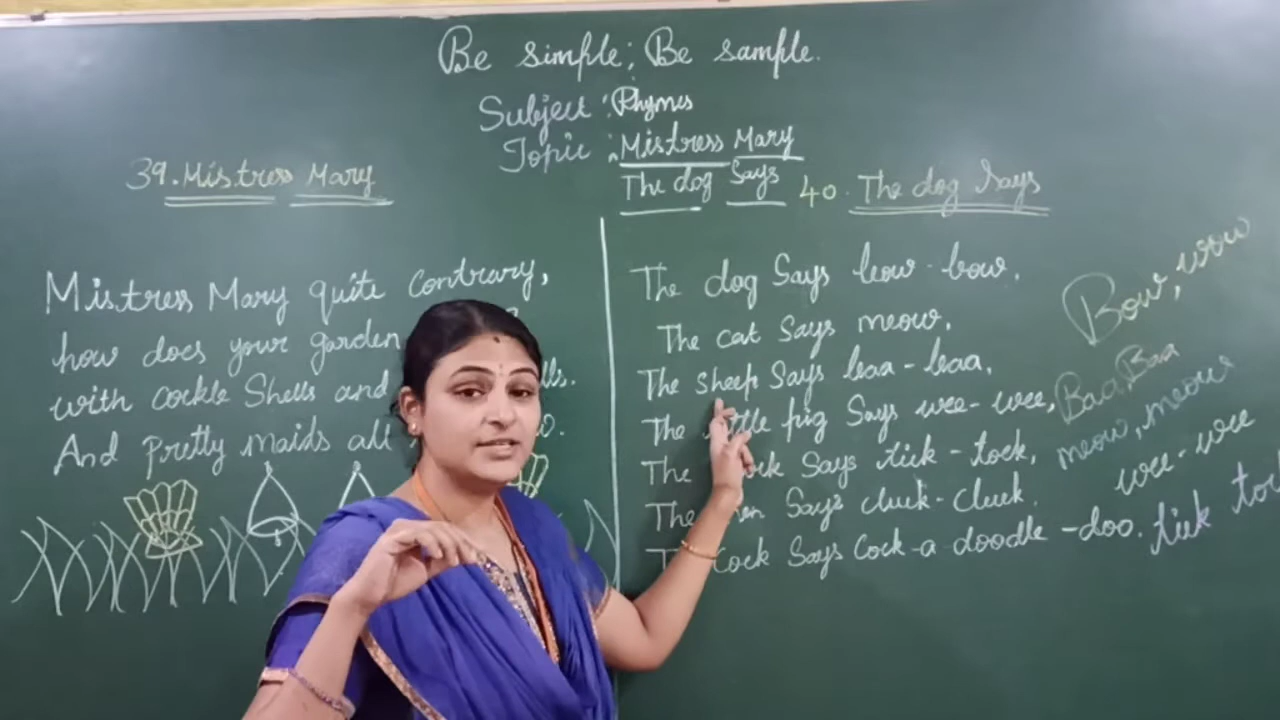 Be simple; Be sample.
Subject: Rhymes
Topic: Mistress Mary
The dog Says
39. Mistress Mary
Mistress Mary quite contrary,
how does your garden
with cockle Shells and lls.
And pretty maids all
40. The dog Says
The dog Says bow-bow.
The cat Says meow.
The sheep Says baa-baa.
The little pig Says wee-wee,
The Says tick-tock,
The Says cluck-cluck.
Cock Says Cock-a doodle-doo.
Bow, wow
Baa, Baa
meow, meow
wee-wee
tick